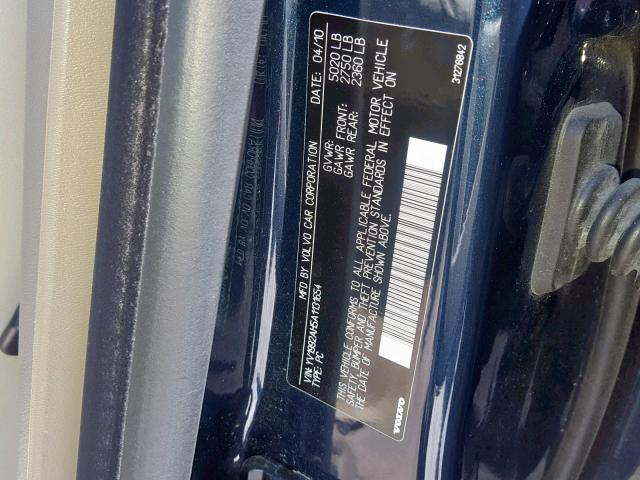 MFD BY VOLVO CAR CORPORATION
DATE: 04/10
GVWR: 5020 LB
GAWR FRONT: 2750 LB
GAWR REAR: 2360 LB
TYPE: PC
THIS VEHICLE CONFORMS TO ALL APPLICABLE FEDERAL MOTOR VEHICLE
SAFETY, BUMPER AND THEFT PREVENTION STANDARDS IN EFFECT ON
THE DATE OF MANUFACTURE SHOWN ABOVE.
VOLVO
31276842